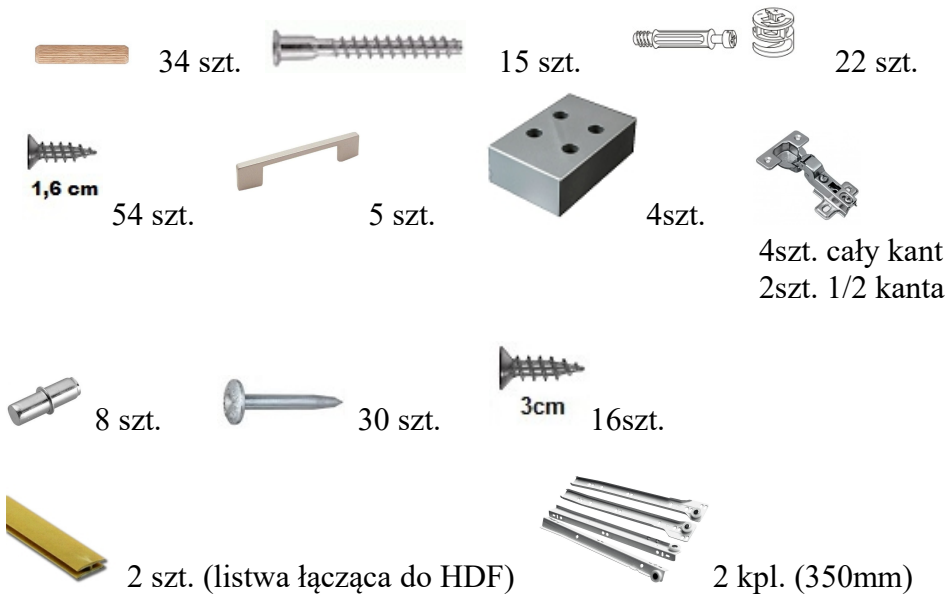 34 szt.
15 szt.
22 szt.
1,6 cm
54 szt.
5 szt.
4szt.
4szt. cały kant
2szt. 1/2 kanta
8 szt.
30 szt.
3cm
16szt.
2 szt. (listwa łącząca do HDF)
2 kpl. (350mm)